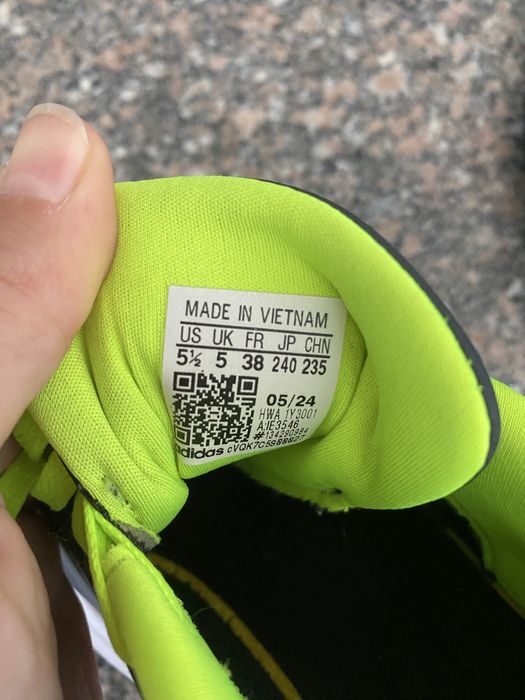 MADE IN VIETNAM
US UK FR JP CHN
5½ 5 38 240 235
05/24
HWA 1Y3001
A:IE3546
adidas